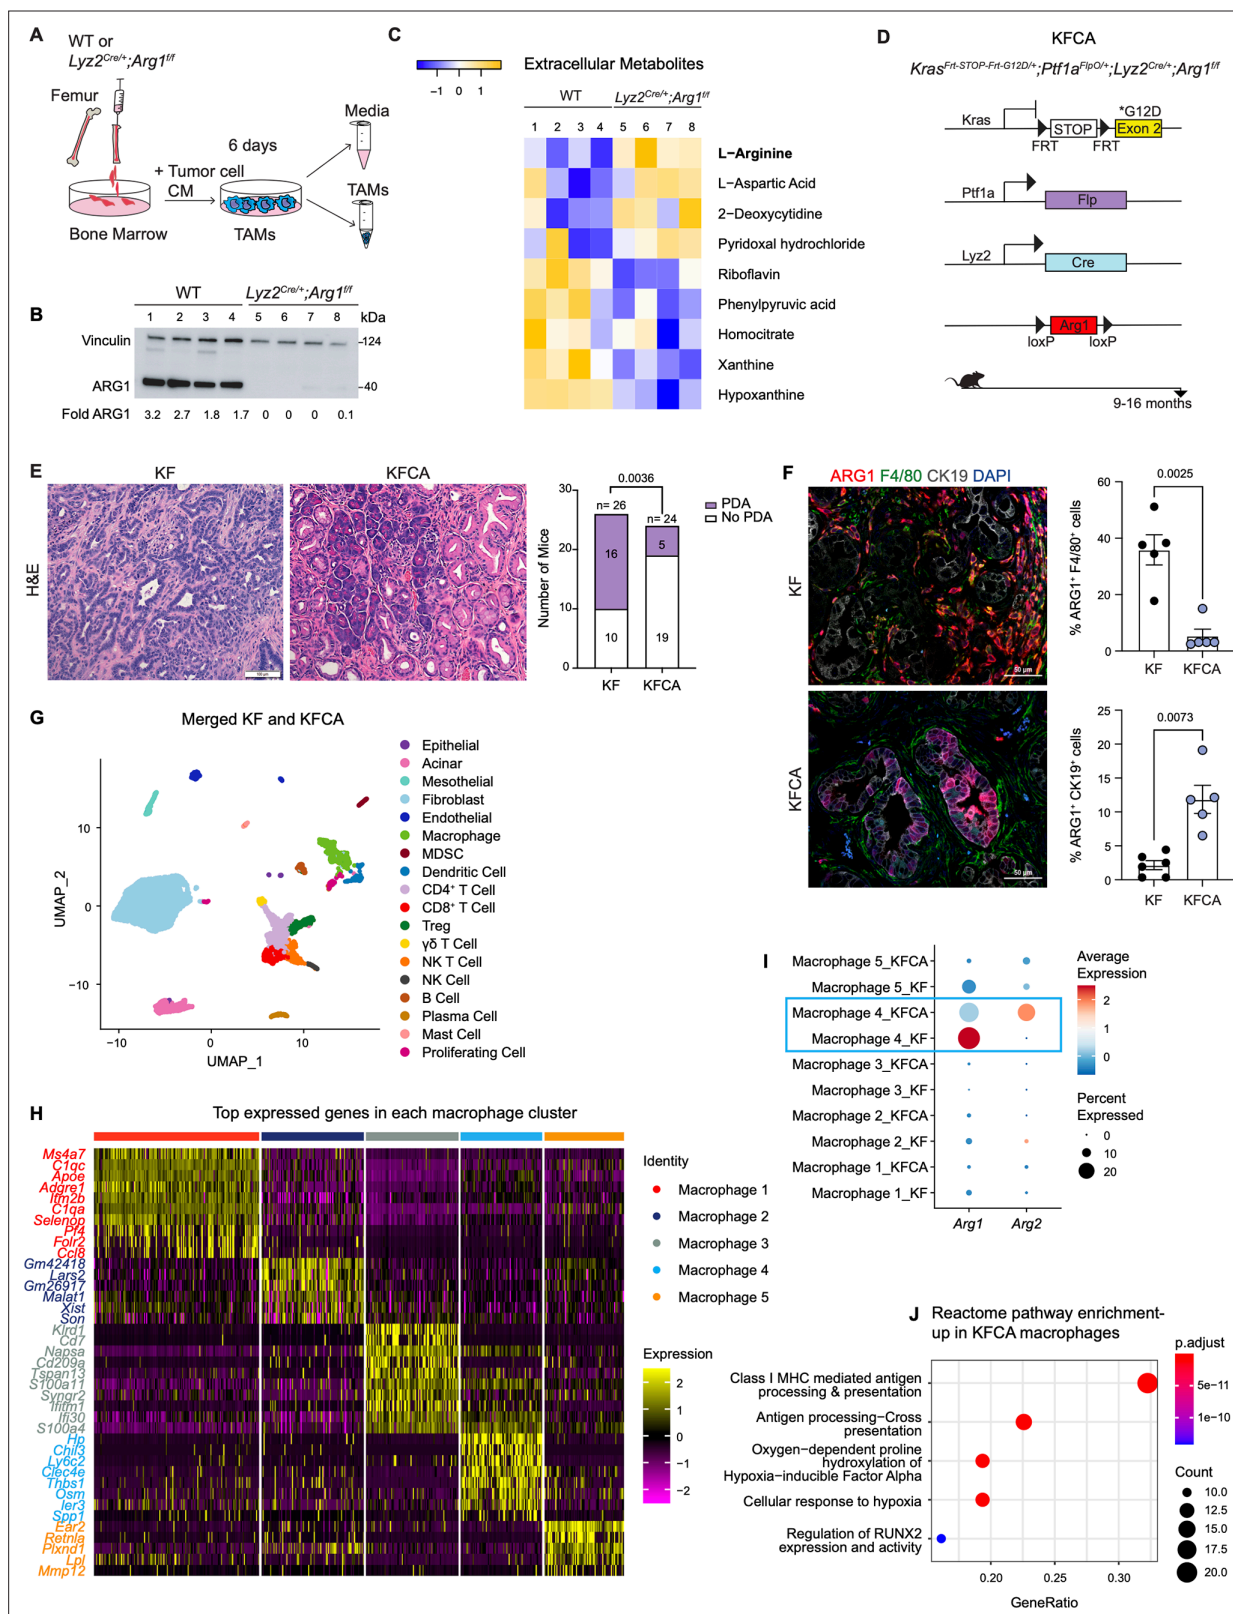 A
WT or
Lyz2Cre/+;Arg1f/f
Femur
Media
6 days
+ Tumor cell
CM
TAMs
Bone Marrow
TAMs
B
WT
Lyz2Cre/+;Arg1f/f
1 2 3 4 5 6 7 8 kDa
Vinculin
-124
ARG1
-40
Fold ARG1 3.2 2.7 1.8 1.7 0 0 0 0.1
C
−1 0 1
Extracellular Metabolites
WT
Lyz2Cre/+;Arg1f/f
1 2 3 4 5 6 7 8
L−Arginine
L−Aspartic Acid
2−Deoxycytidine
Pyridoxal hydrochloride
Riboflavin
Phenylpyruvic acid
Homocitrate
Xanthine
Hypoxanthine
D
KFCA
KrasFrt-STOP-Frt-G12D/+;Ptf1aFlpO/+;Lyz2Cre/+;Arg1f/f
*G12D
Kras
STOP
Exon 2
FRT FRT
Ptf1a
Flp
Lyz2
Cre
Arg1
loxP loxP
9-16 months
E
KF
KFCA
H&E
100 µm
0.0036
n= 26
n= 24
PDA
No PDA
Number of Mice
30
20
10
0
16
10
5
19
KF KFCA
F
ARG1 F4/80 CK19 DAPI
KF
50 µm
KFCA
50 µm
0.0025
% ARG1+ F4/80+ cells
60
40
20
0
KF KFCA
0.0073
% ARG1+ CK19+ cells
25
20
15
10
5
0
KF KFCA
G
Merged KF and KFCA
UMAP_2
10
0
−10
−10 0 10
UMAP_1
Epithelial
Acinar
Mesothelial
Fibroblast
Endothelial
Macrophage
MDSC
Dendritic Cell
CD4+ T Cell
CD8+ T Cell
Treg
γδ T Cell
NK T Cell
NK Cell
B Cell
Plasma Cell
Mast Cell
Proliferating Cell
H
Top expressed genes in each macrophage cluster
Ms4a7
C1qc
Apoe
Adgre1
Itm2b
C1qa
Selenop
Pf4
Folr2
Ccl8
Gm42418
Lars2
Gm26917
Malat1
Xist
Son
Klrd1
Cd7
Napsa
Cd209a
Tspan13
S100a11
Syngr2
Ifitm1
Ifi30
S100a4
Hp
Chil3
Ly6c2
Clec4e
Thbs1
Osm
Ier3
Spp1
Ear2
Retnla
Plxnd1
Lpl
Mmp12
Identity
Macrophage 1
Macrophage 2
Macrophage 3
Macrophage 4
Macrophage 5
Expression
2
1
0
−1
−2
I
Macrophage 5_KFCA
Macrophage 5_KF
Macrophage 4_KFCA
Macrophage 4_KF
Macrophage 3_KFCA
Macrophage 3_KF
Macrophage 2_KFCA
Macrophage 2_KF
Macrophage 1_KFCA
Macrophage 1_KF
Arg1 Arg2
Average
Expression
2
1
0
Percent
Expressed
0
10
20
J
Reactome pathway enrichment-
up in KFCA macrophages
Class I MHC mediated antigen
processing & presentation
Antigen processing−Cross
presentation
Oxygen−dependent proline
hydroxylation of
Hypoxia−inducible Factor Alpha
Cellular response to hypoxia
Regulation of RUNX2
expression and activity
0.20 0.25 0.30
GeneRatio
p.adjust
5e−11
1e−10
Count
10.0
12.5
15.0
17.5
20.0